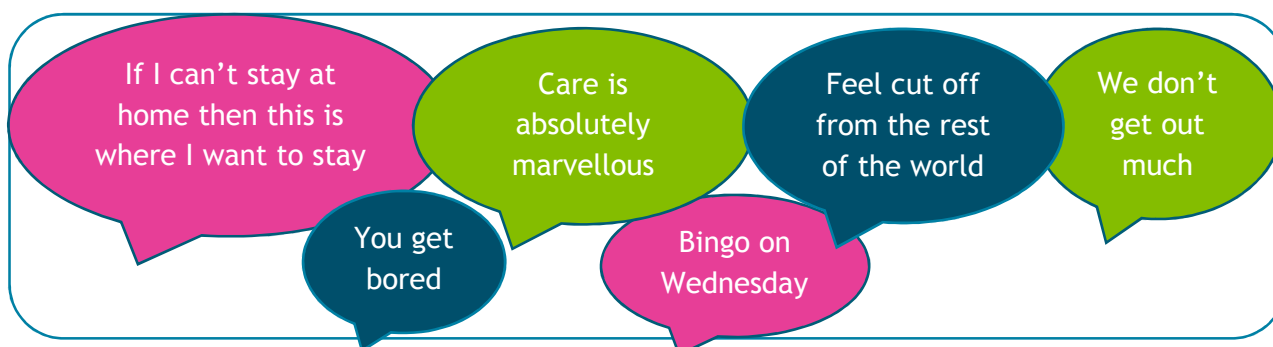 If I can’t stay at
home then this is
where I want to stay
Care is
absolutely
marvellous
Feel cut off
from the rest
of the world
We don’t
get out
much
You get
bored
Bingo on
Wednesday